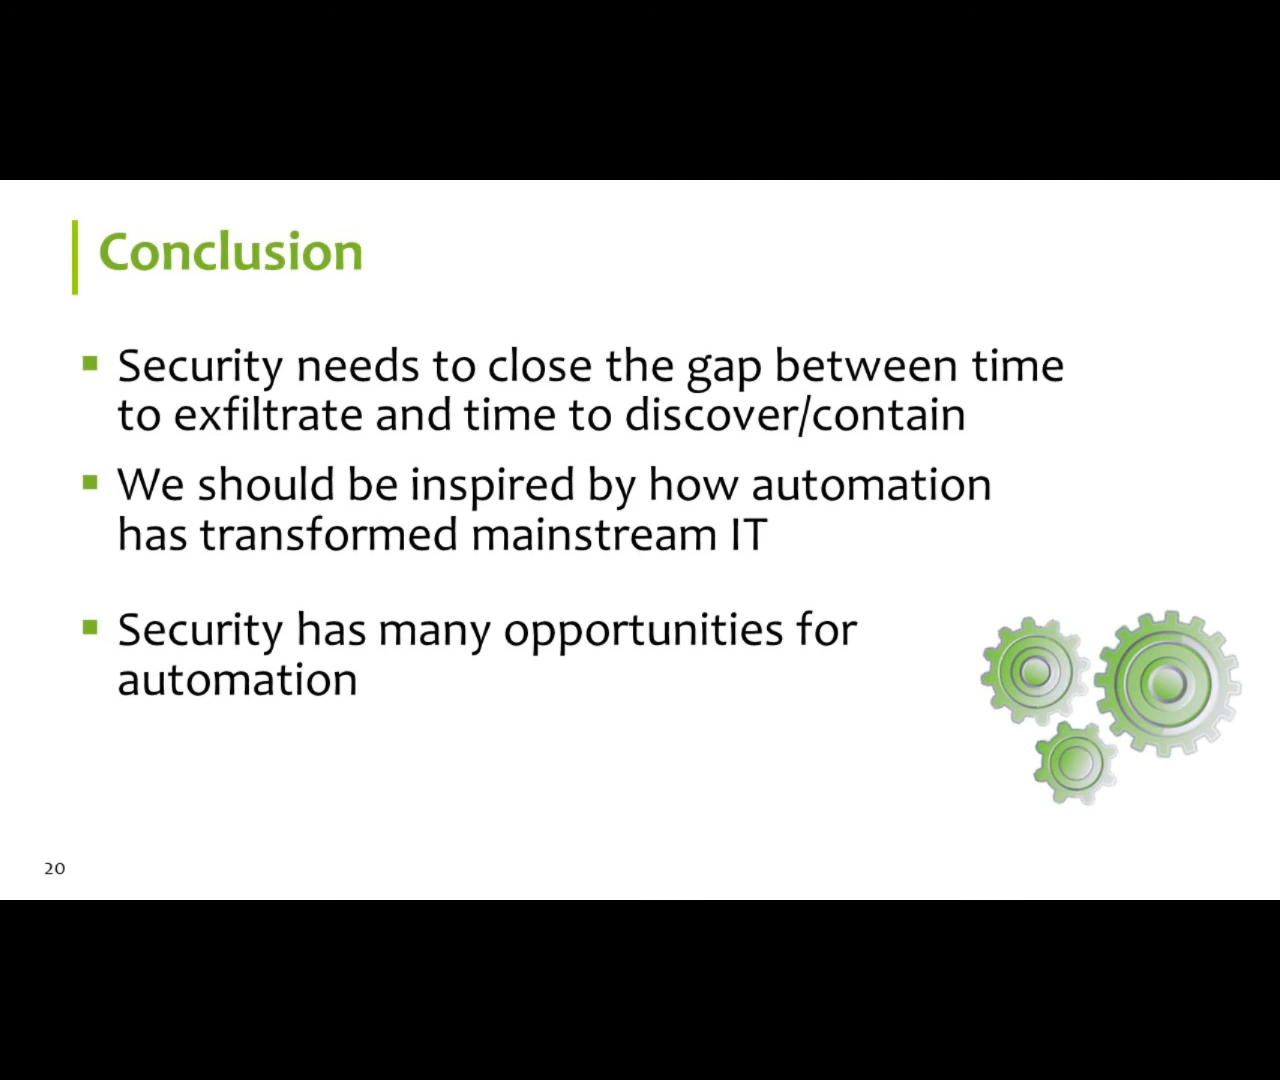 Conclusion
▪ Security needs to close the gap between time
to exfiltrate and time to discover/contain
▪ We should be inspired by how automation
has transformed mainstream IT
▪ Security has many opportunities for
automation
20